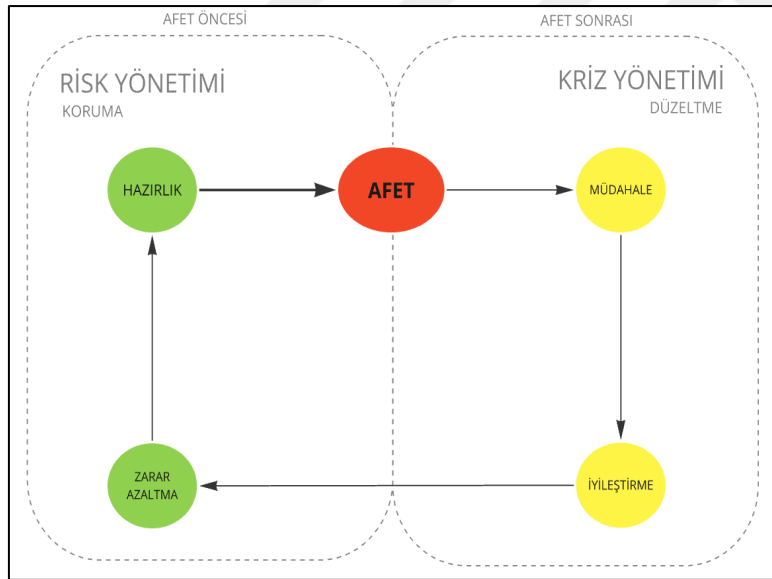 AFET ÖNCESİ
AFET SONRASI
RİSK YÖNETİMİ
KORUMA
KRİZ YÖNETİMİ
DÜZELTME
HAZIRLIK
AFET
MÜDAHALE
ZARAR
AZALTMA
İYİLEŞTİRME